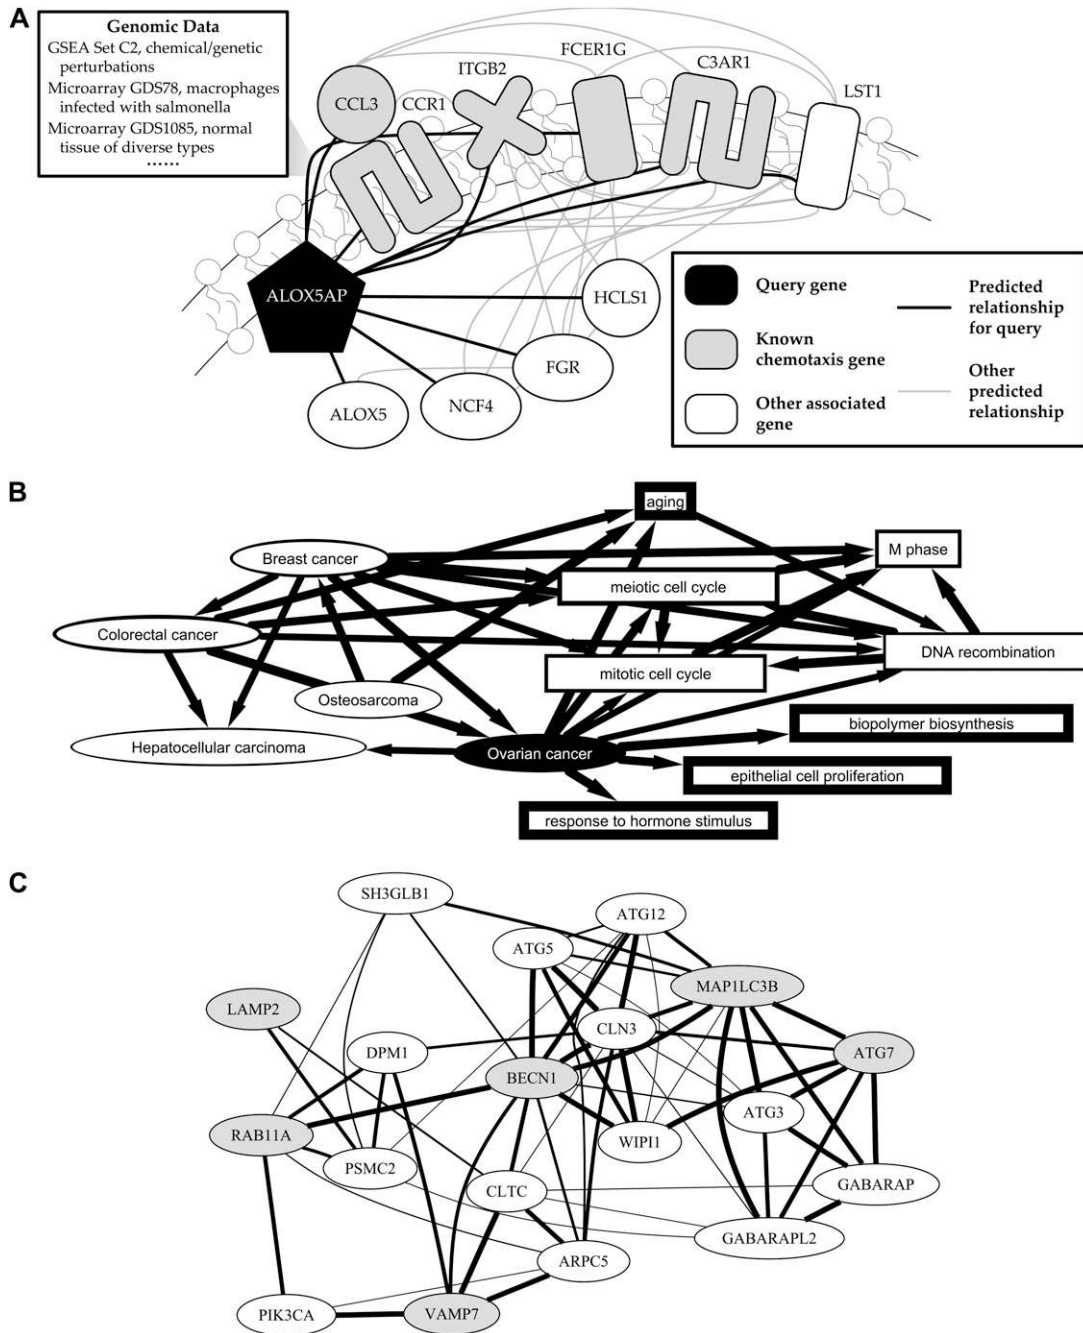 A
Genomic Data
GSEA Set C2, chemical/genetic
perturbations
Microarray GDS78, macrophages
infected with salmonella
Microarray GDS1085, normal
tissue of diverse types
......
CCL3
CCR1
ITGB2
FCER1G
C3AR1
LST1
ALOX5AP
HCLS1
FGR
NCF4
ALOX5
Query gene
Known
chemotaxis gene
Other associated
gene
Predicted
relationship
for query
Other
predicted
relationship
B
aging
Breast cancer
M phase
meiotic cell cycle
Colorectal cancer
DNA recombination
mitotic cell cycle
Osteosarcoma
biopolymer biosynthesis
Hepatocellular carcinoma
Ovarian cancer
epithelial cell proliferation
response to hormone stimulus
C
SH3GLB1
ATG12
ATG5
MAP1LC3B
LAMP2
CLN3
DPM1
ATG7
BECN1
ATG3
RAB11A
WIPI1
PSMC2
CLTC
GABARAP
GABARAPL2
ARPC5
PIK3CA
VAMP7